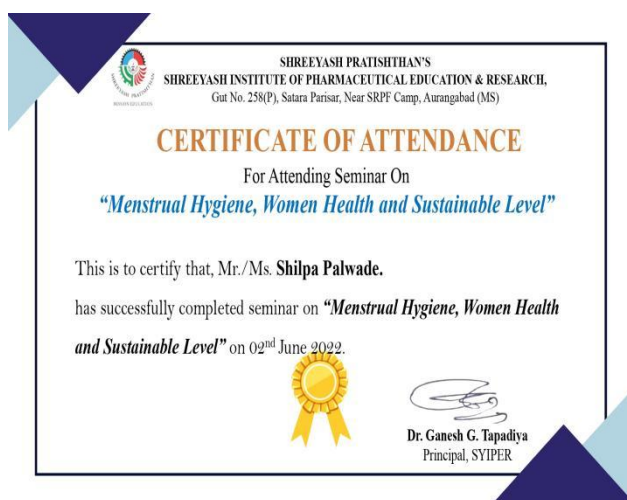 SHREEYASH PRATISHTHAN'S
SHREEYASH INSTITUTE OF PHARMACEUTICAL EDUCATION & RESEARCH,
Gut No. 258(P), Satara Parisar, Near SRPF Camp, Aurangabad (MS)
SHREEYASH PRATISHTHAN
CERTIFICATE OF ATTENDANCE
For Attending Seminar On
“Menstrual Hygiene, Women Health and Sustainable Level”
This is to certify that, Mr./Ms. Shilpa Palwade.
has successfully completed seminar on “Menstrual Hygiene, Women Health
and Sustainable Level” on 02nd June 2022.
Dr. Ganesh G. Tapadiya
Principal, SYIPER